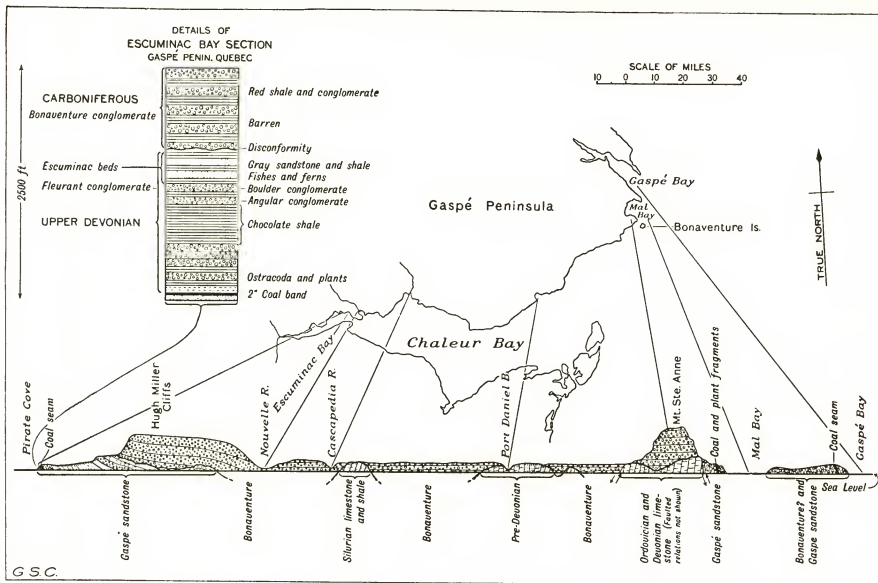 DETAILS OF
ESCUMINAC BAY SECTION
GASPÉ PENIN. QUEBEC
2500 ft
CARBONIFEROUS
Bonaventure conglomerate
Escuminac beds
Fleurant conglomerate
UPPER DEVONIAN
Red shale and conglomerate
Barren
Disconformity
Gray sandstone and shale
Fishes and ferns
Boulder conglomerate
Angular conglomerate
Chocolate shale
Ostracoda and plants
2" Coal band
SCALE OF MILES
10 0 10 20 40
TRUE NORTH
Gaspé Bay
Mal
Bay
Bonaventure Is.
Gaspé Peninsula
Chaleur Bay
Escuminac Bay
Pirate Cove
Coal seam
Hugh Miller
Cliffs
Nouvelle R.
Cascapedia R.
Port Daniel B.
Mt. Ste. Anne
Coal and plant fragments
Mal Bay
Coal seam
Gaspé Bay
Sea Level
Gaspé sandstone
Bonaventure
Silurian limestone
and shale
Bonaventure
Pre-Devonian
Bonaventure
Ordovician and
Devonian lime-
stone (Faulted
relations not shown)
Gaspé sandstone
Bonaventure? and
Gaspé sandstone
G.S.C.